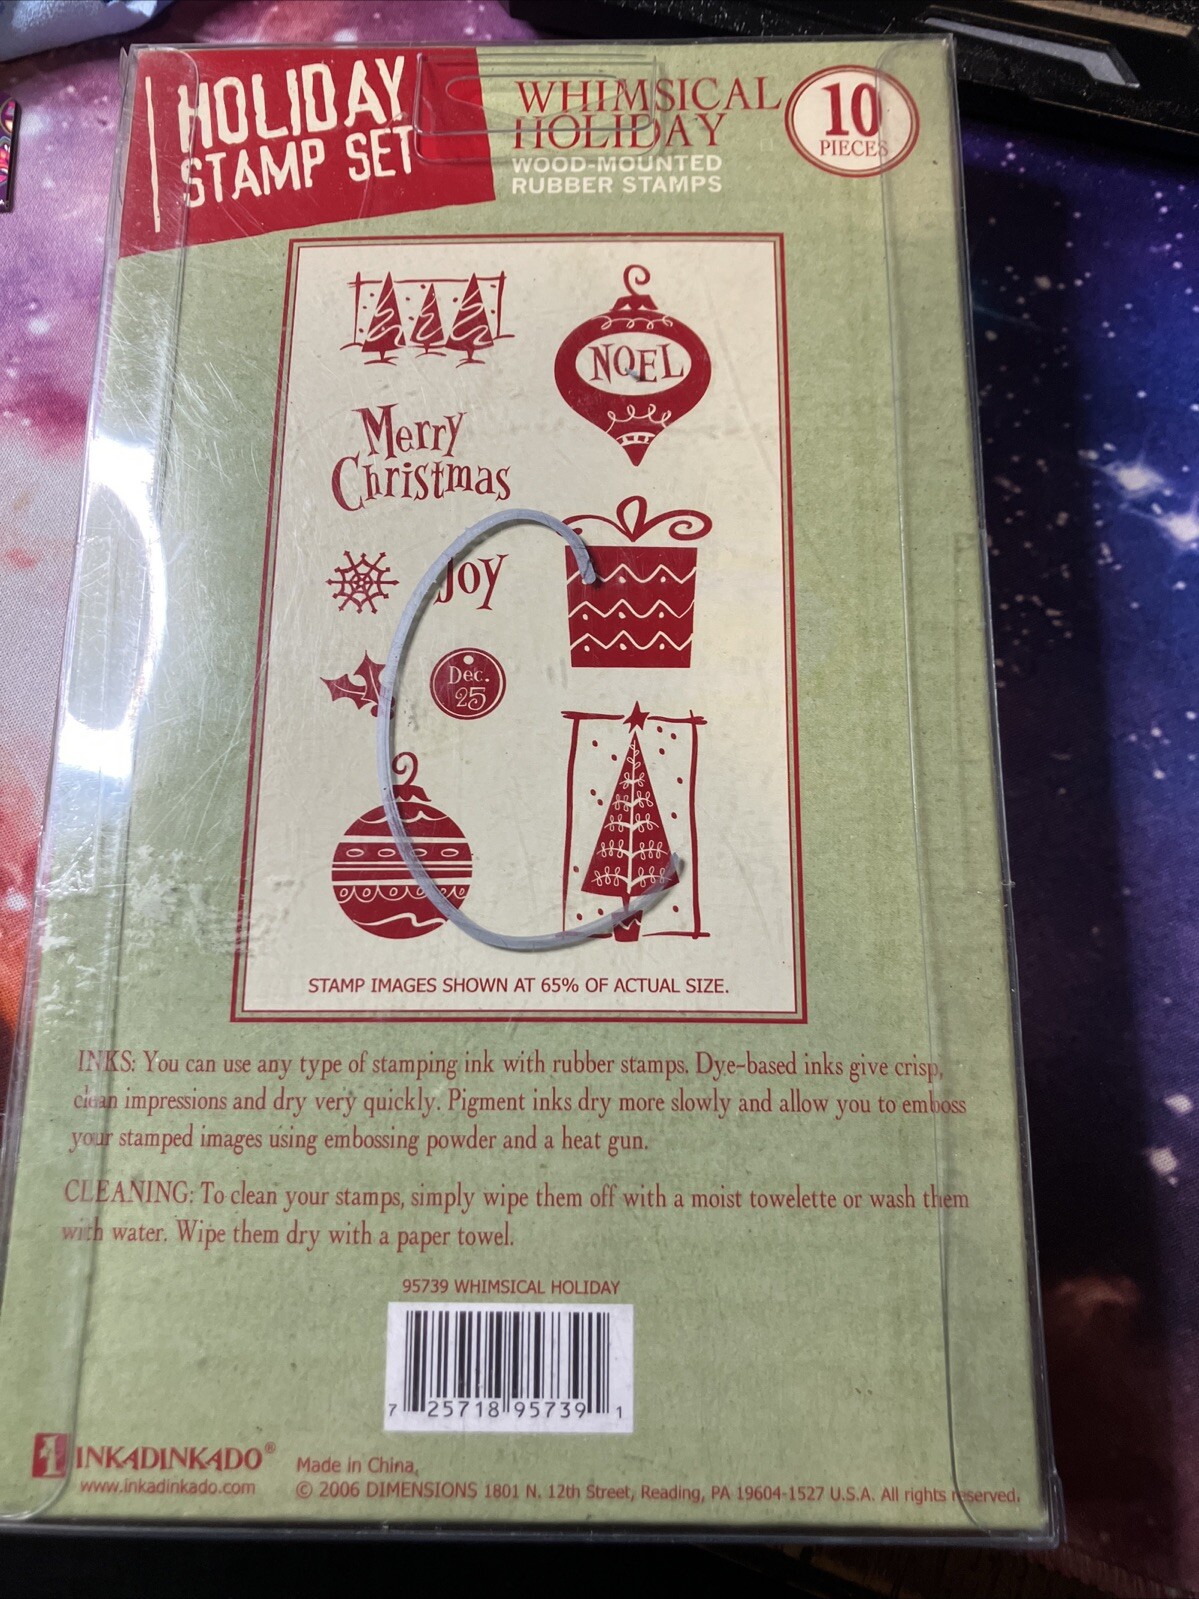 HOLIDAY
STAMP SET
WHIMSICAL
HOLIDAY
WOOD-MOUNTED
RUBBER STAMPS
10
PIECES
NOEL
Merry
Christmas
JOY
Dec.
25
STAMP IMAGES SHOWN AT 65% OF ACTUAL SIZE.
INKS: You can use any type of stamping ink with rubber stamps. Dye-based inks give crisp,
clean impressions and dry very quickly. Pigment inks dry more slowly and allow you to emboss
your stamped images using embossing powder and a heat gun.
CLEANING: To clean your stamps, simply wipe them off with a moist towelette or wash them
with water. Wipe them dry with a paper towel.
95739 WHIMSICAL HOLIDAY
7 25718 95739 1
INKADINKADO®
www.inkadinkado.com
Made in China.
© 2006 DIMENSIONS 1801 N. 12th Street, Reading, PA 19604-1527 U.S.A. All rights reserved.